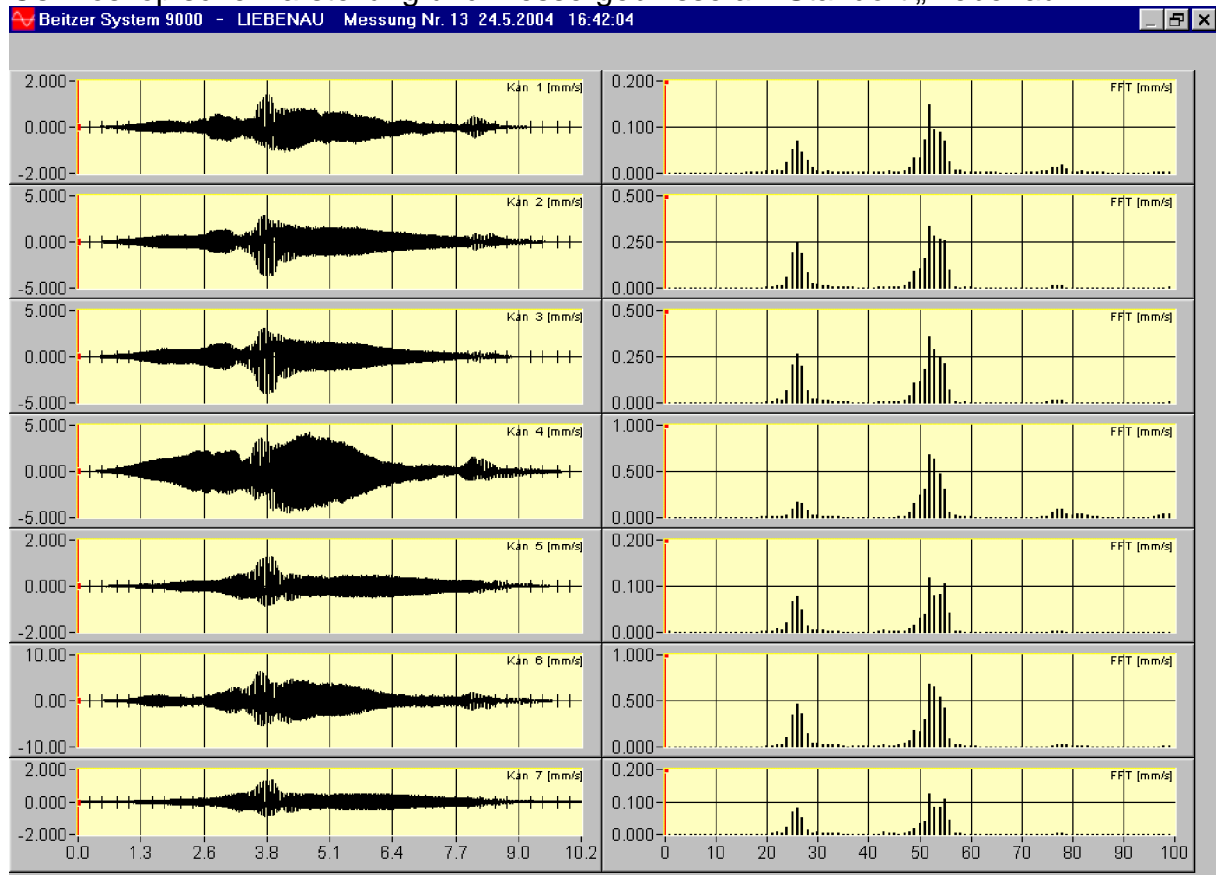 Beitzer System 9000 - LIEBENAU Messung Nr. 13 24.5.2004 16:42:04
2.000
0.000
-2.000
Kan 1 [mm/s]
0.200
0.100
0.000
FFT [mm/s]
5.000
0.000
-5.000
Kan 2 [mm/s]
0.500
0.250
0.000
FFT [mm/s]
5.000
0.000
-5.000
Kan 3 [mm/s]
0.500
0.250
0.000
FFT [mm/s]
5.000
0.000
-5.000
Kan 4 [mm/s]
1.000
0.500
0.000
FFT [mm/s]
2.000
0.000
-2.000
Kan 5 [mm/s]
0.200
0.100
0.000
FFT [mm/s]
10.00
0.00
-10.00
Kan 6 [mm/s]
1.000
0.500
0.000
FFT [mm/s]
2.000
0.000
-2.000
Kan 7 [mm/s]
0.200
0.100
0.000
FFT [mm/s]
0.0 1.3 2.6 3.8 5.1 6.4 7.7 9.0 10.2
0 10 20 30 40 50 60 70 80 90 100